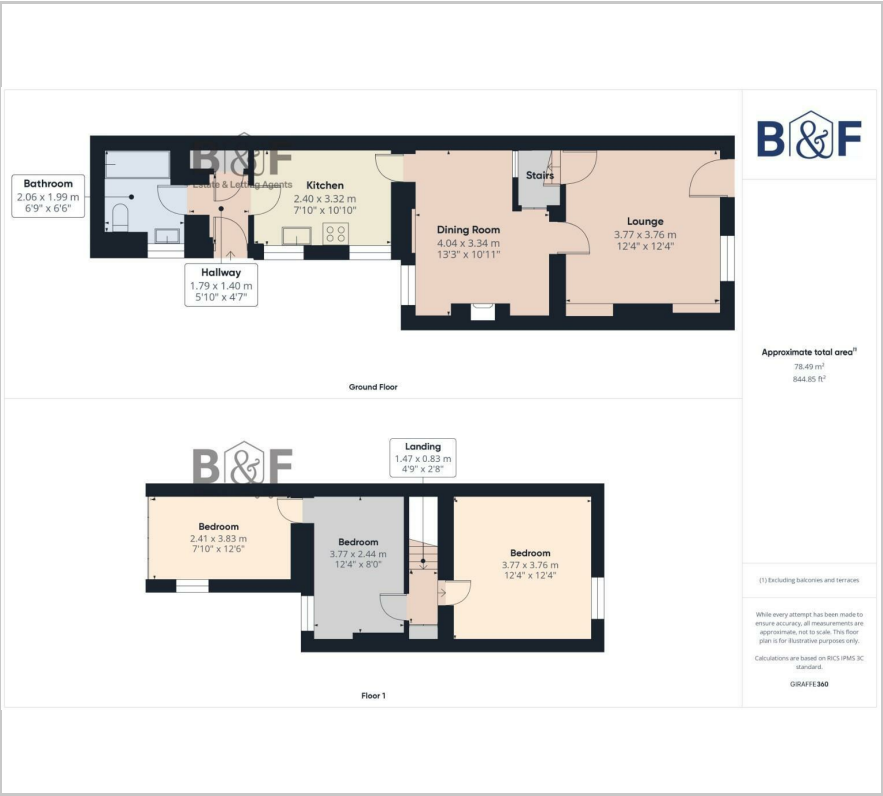 B&F
Estate & Letting Agents
Bathroom
2.06 x 1.99 m
6'9" x 6'6"
Kitchen
2.40 x 3.32 m
7'10" x 10'10"
Hallway
1.79 x 1.40 m
5'10" x 4'7"
Dining Room
4.04 x 3.34 m
13'3" x 10'11"
Stairs
Lounge
3.77 x 3.76 m
12'4" x 12'4"
Ground Floor
B&F
Landing
1.47 x 0.83 m
4'9" x 2'8"
Bedroom
2.41 x 3.83 m
7'10" x 12'6"
Bedroom
3.77 x 2.44 m
12'4" x 8'0"
Bedroom
3.77 x 3.76 m
12'4" x 12'4"
Floor 1
B&F
Approximate total area⁽¹⁾
78.49 m²
844.85 ft²
(1) Excluding balconies and terraces
While every attempt has been made to
ensure accuracy, all measurements are
approximate, not to scale. This floor
plan is for illustrative purposes only.
Calculations are based on RICS IPMS 3C
standard.
GIRAFFE360